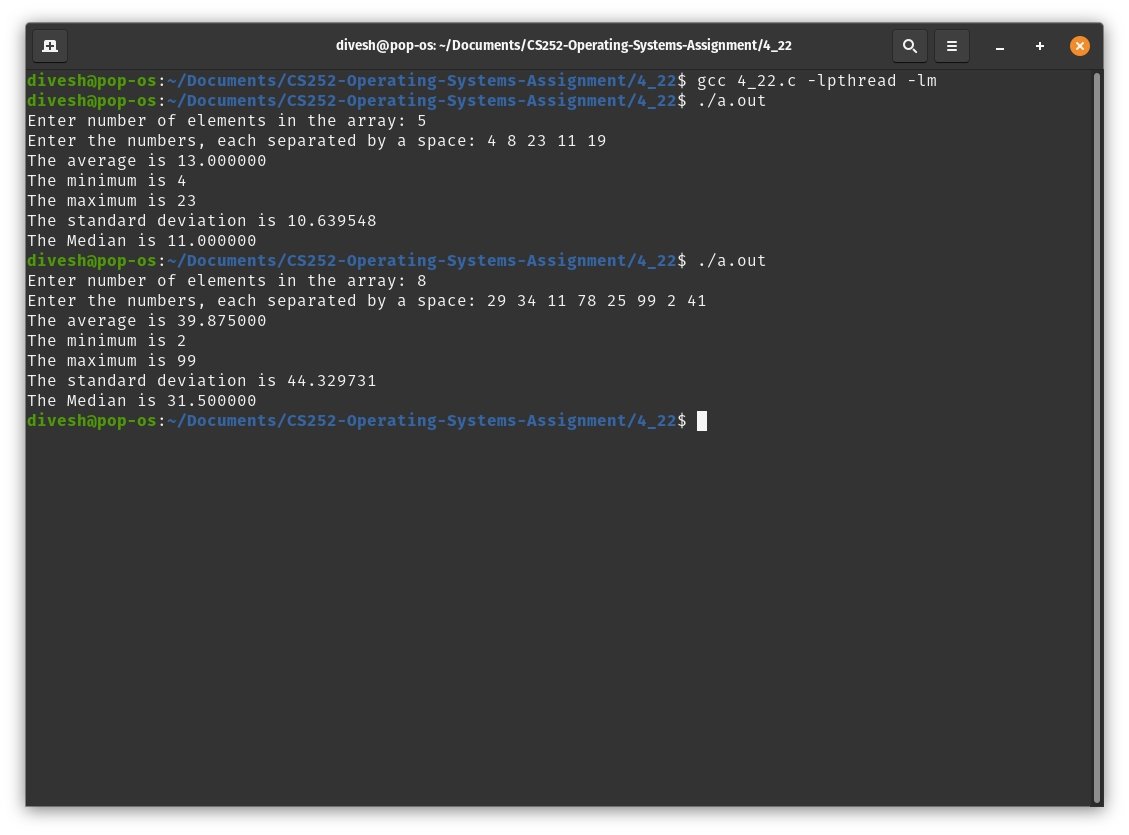 divesh@pop-os: ~/Documents/CS252-Operating-Systems-Assignment/4_22
divesh@pop-os:~/Documents/CS252-Operating-Systems-Assignment/4_22$ gcc 4_22.c -lpthread -lm
divesh@pop-os:~/Documents/CS252-Operating-Systems-Assignment/4_22$ ./a.out
Enter number of elements in the array: 5
Enter the numbers, each separated by a space: 4 8 23 11 19
The average is 13.000000
The minimum is 4
The maximum is 23
The standard deviation is 10.639548
The Median is 11.000000
divesh@pop-os:~/Documents/CS252-Operating-Systems-Assignment/4_22$ ./a.out
Enter number of elements in the array: 8
Enter the numbers, each separated by a space: 29 34 11 78 25 99 2 41
The average is 39.875000
The minimum is 2
The maximum is 99
The standard deviation is 44.329731
The Median is 31.500000
divesh@pop-os:~/Documents/CS252-Operating-Systems-Assignment/4_22$